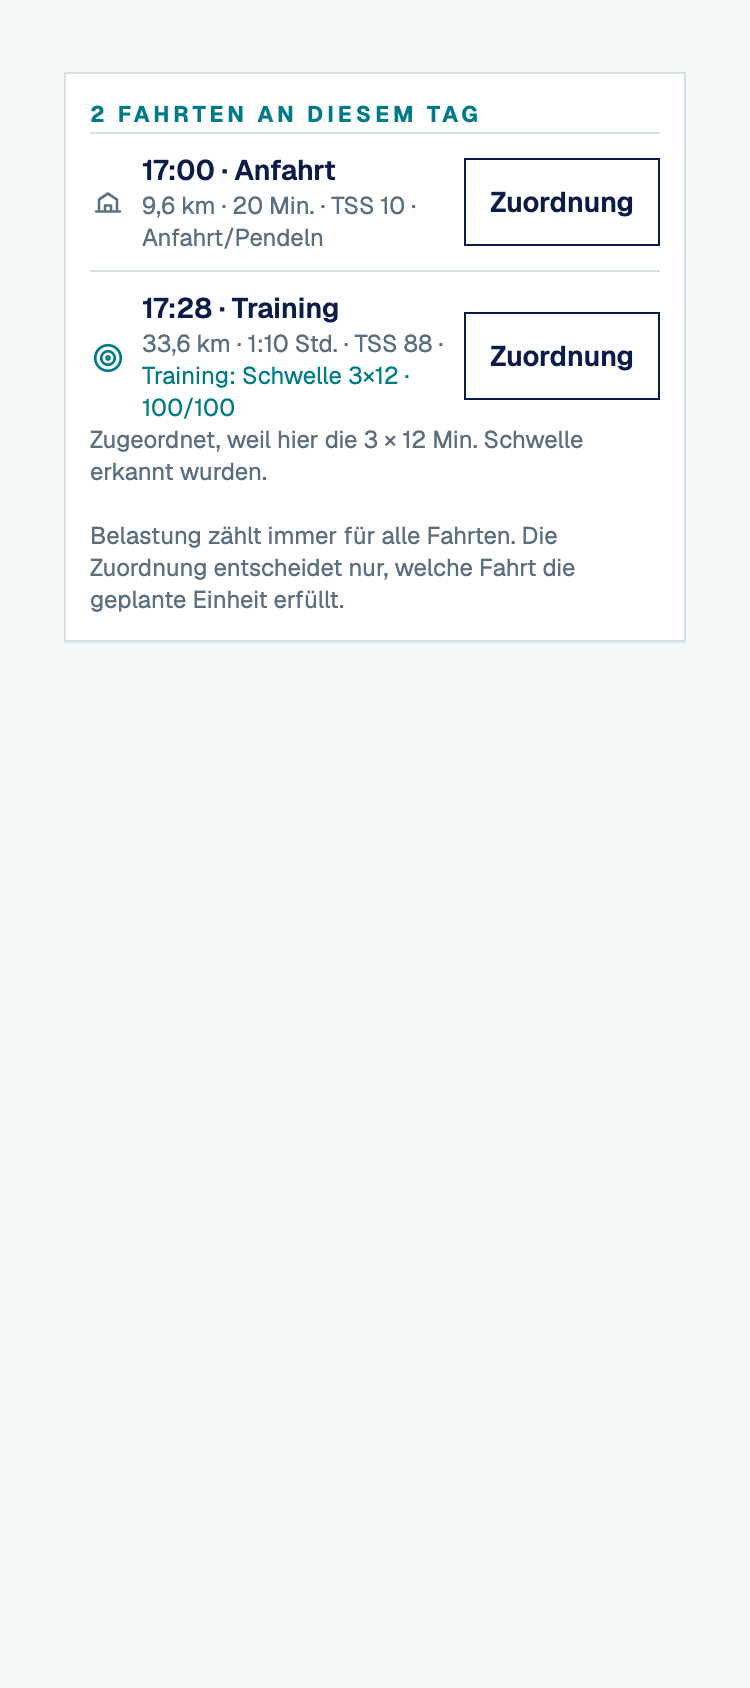 2 FAHRTEN AN DIESEM TAG
17:00 · Anfahrt
9,6 km · 20 Min. · TSS 10 ·
Anfahrt/Pendeln
Zuordnung
17:28 · Training
33,6 km · 1:10 Std. · TSS 88 ·
Training: Schwelle 3×12 ·
100/100
Zuordnung
Zugeordnet, weil hier die 3 × 12 Min. Schwelle
erkannt wurden.
Belastung zählt immer für alle Fahrten. Die
Zuordnung entscheidet nur, welche Fahrt die
geplante Einheit erfüllt.